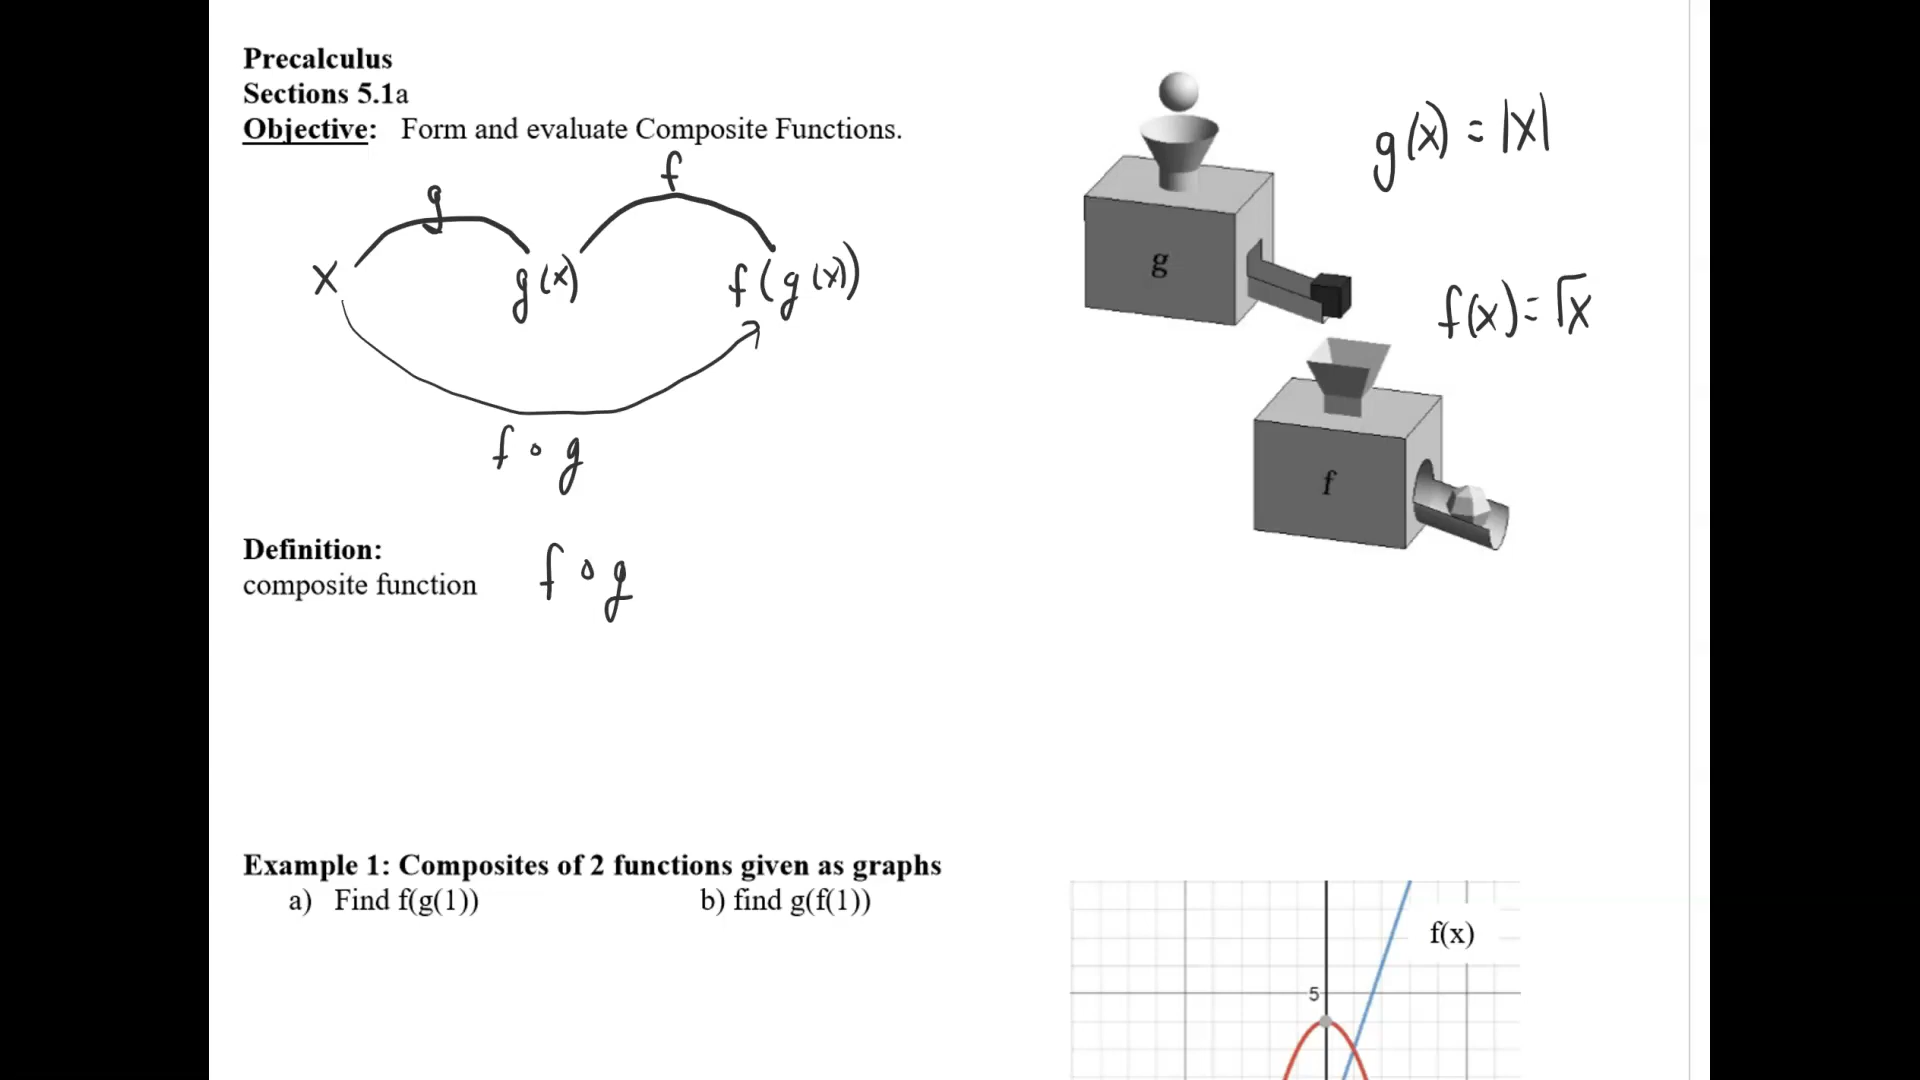 Precalculus
Sections 5.1a
Objective: Form and evaluate Composite Functions.
g f
x g(x) f(g(x))
f ∘ g
g(x) = |x|
g
f(x) = √x
f
Definition:
composite function f ∘ g
Example 1: Composites of 2 functions given as graphs
a) Find f(g(1)) b) find g(f(1))
f(x)
5